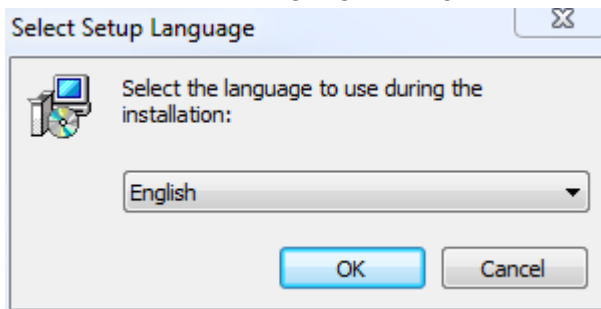 Select Setup Language
Select the language to use during the
installation:
English
OK
Cancel